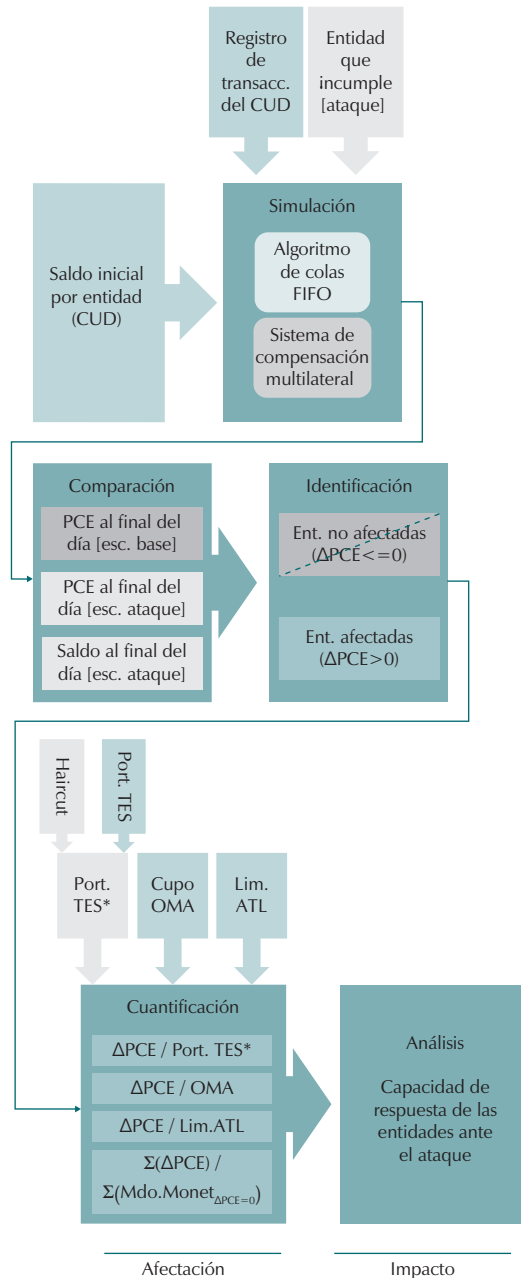 Registro
de
transacc.
del CUD
Entidad
que
incumple
[ataque]
Saldo inicial
por entidad
(CUD)
Simulación
Algoritmo
de colas
FIFO
Sistema de
compensación
multilateral
Comparación
PCE al final del
día [esc. base]
PCE al final del
día [esc. ataque]
Saldo al final del
día [esc. ataque]
Identificación
Ent. no afectadas
(ΔPCE<=0)
Ent. afectadas
(ΔPCE>0)
Haircut
Port. TES
Port.
TES*
Cupo
OMA
Lim.
ATL
Cuantificación
ΔPCE / Port. TES*
ΔPCE / OMA
ΔPCE / Lim.ATL
Σ(ΔPCE) /
Σ(Mdo.Monet ΔPCE=0)
Análisis
Capacidad de
respuesta de las
entidades ante
el ataque
Afectación
Impacto